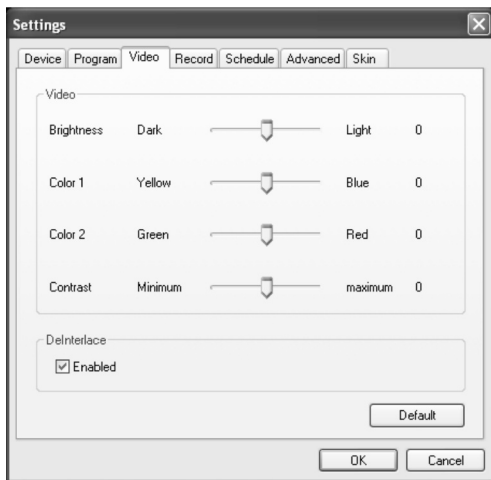 Settings
Device Program Video Record Schedule Advanced Skin
Video
Brightness Dark Light 0
Color 1 Yellow Blue 0
Color 2 Green Red 0
Contrast Minimum maximum 0
DeInterlace
Enabled
Default
OK Cancel